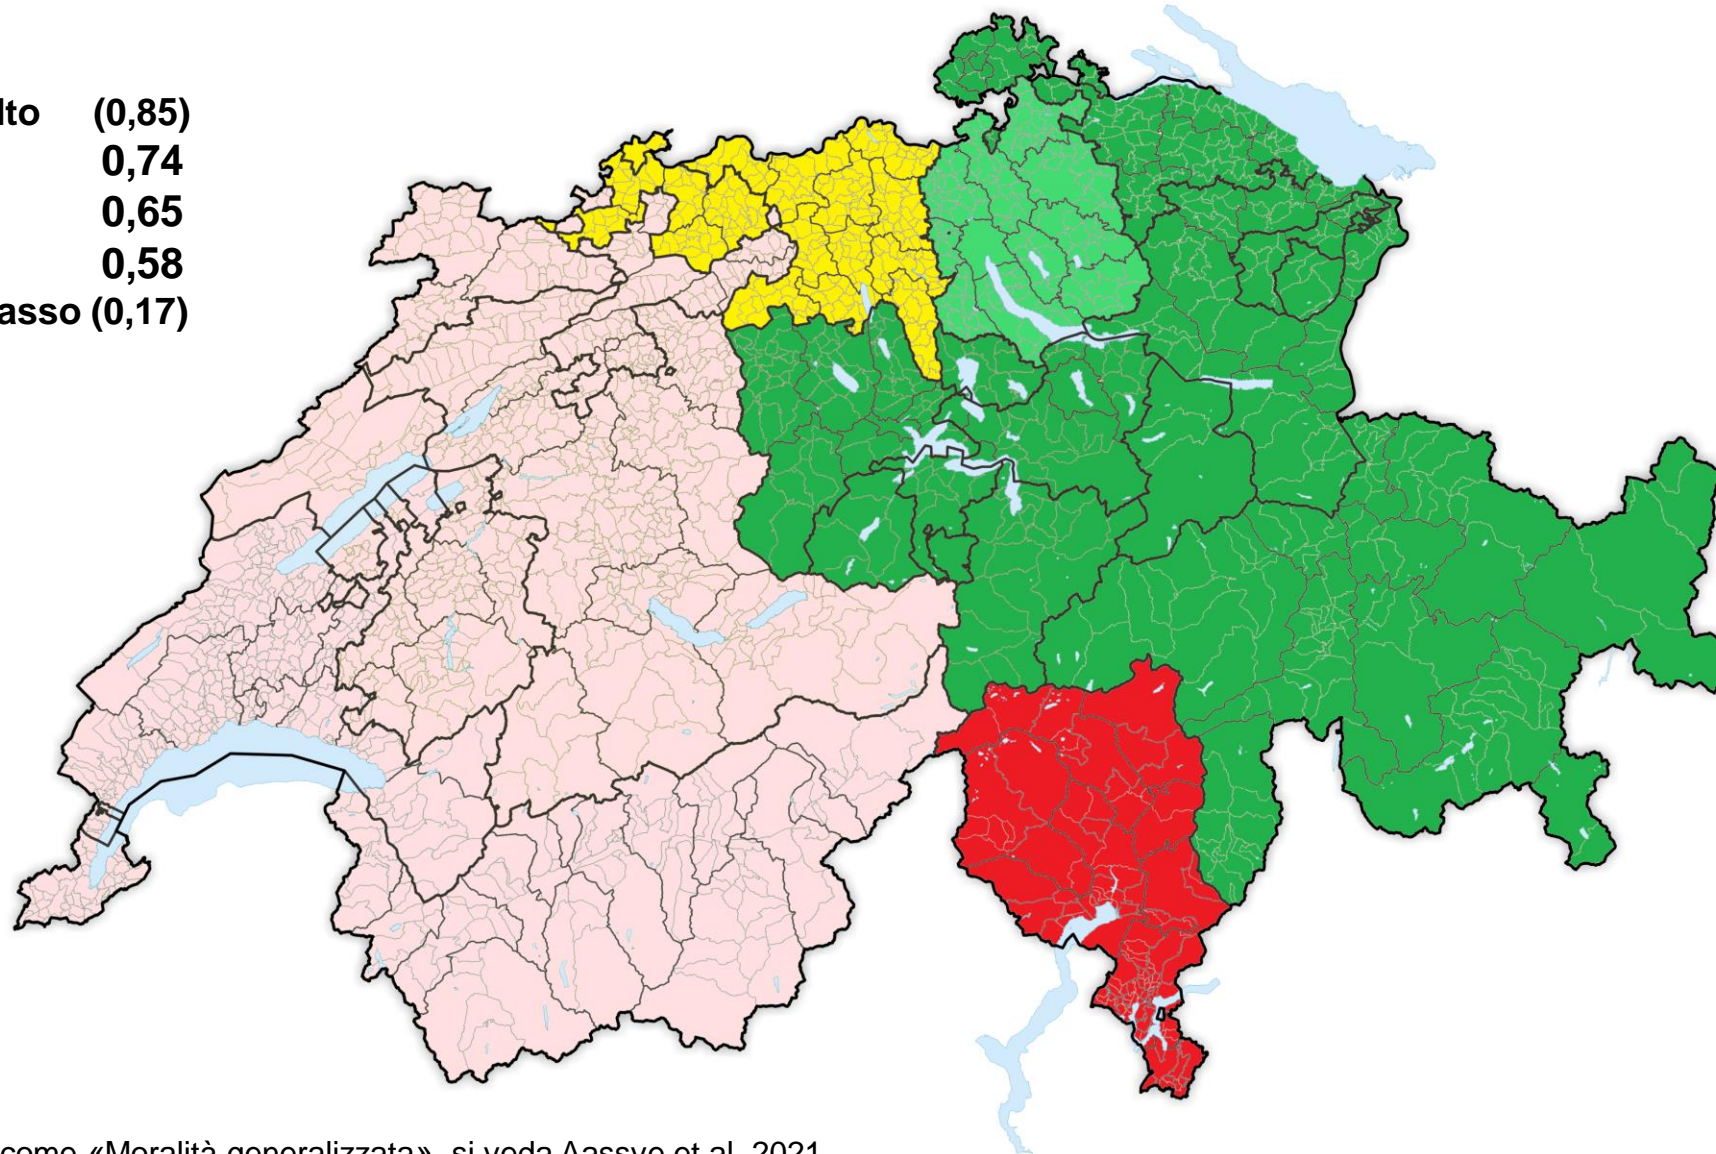 lto (0,85)
0,74
0,65
0,58
asso (0,17)
come «Moralità generalizzata», si veda Aassve et al. 2021